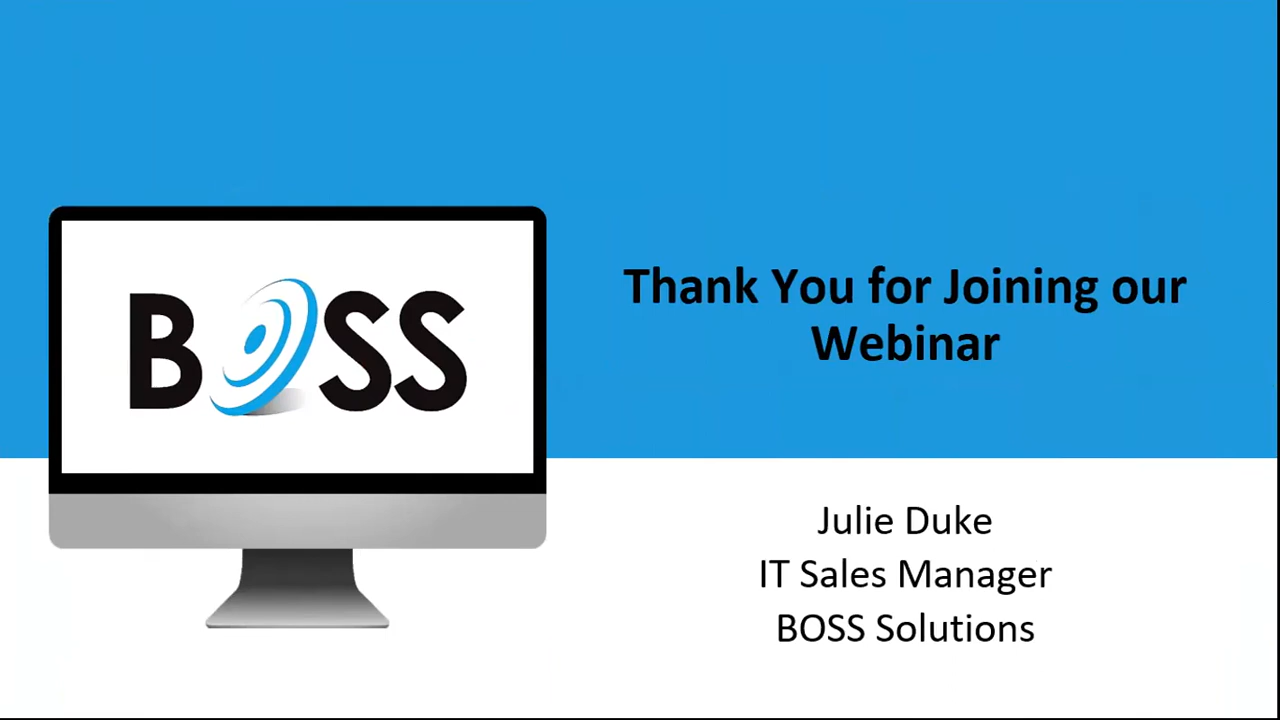 BOSS
Thank You for Joining our
Webinar
Julie Duke
IT Sales Manager
BOSS Solutions